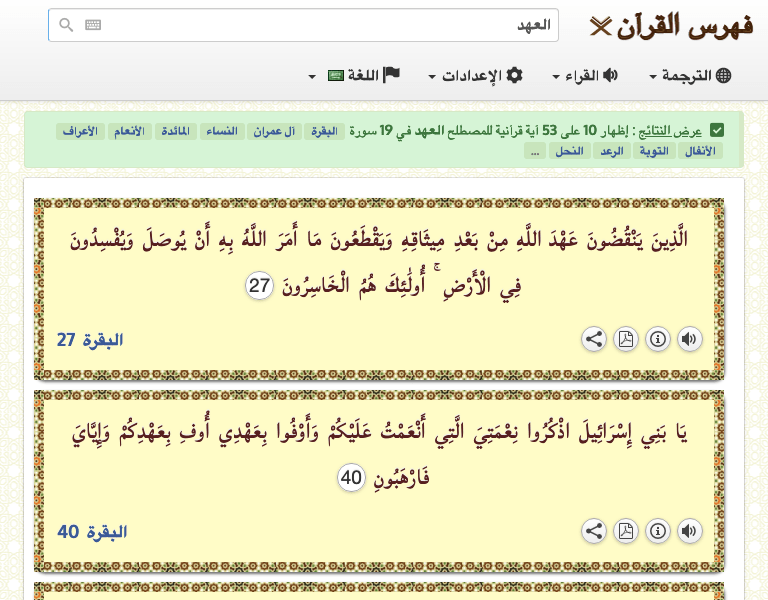 فهرس القرآن
العهد
الترجمة القراء الإعدادات اللغة
عرض النتائج : إظهار 10 على 53 آية قرآنية للمصطلح العهد في 19 سورة البقرة آل عمران النساء المائدة الأنعام الأعراف
الأنفال التوبة الرعد النحل ...
الَّذِينَ يَنْقُضُونَ عَهْدَ اللَّهِ مِنْ بَعْدِ مِيثَاقِهِ وَيَقْطَعُونَ مَا أَمَرَ اللَّهُ بِهِ أَنْ يُوصَلَ وَيُفْسِدُونَ
فِي الْأَرْضِ ۚ أُولَٰئِكَ هُمُ الْخَاسِرُونَ 27
البقرة 27
يَا بَنِي إِسْرَائِيلَ اذْكُرُوا نِعْمَتِيَ الَّتِي أَنْعَمْتُ عَلَيْكُمْ وَأَوْفُوا بِعَهْدِي أُوفِ بِعَهْدِكُمْ وَإِيَّايَ
فَارْهَبُونِ 40
البقرة 40